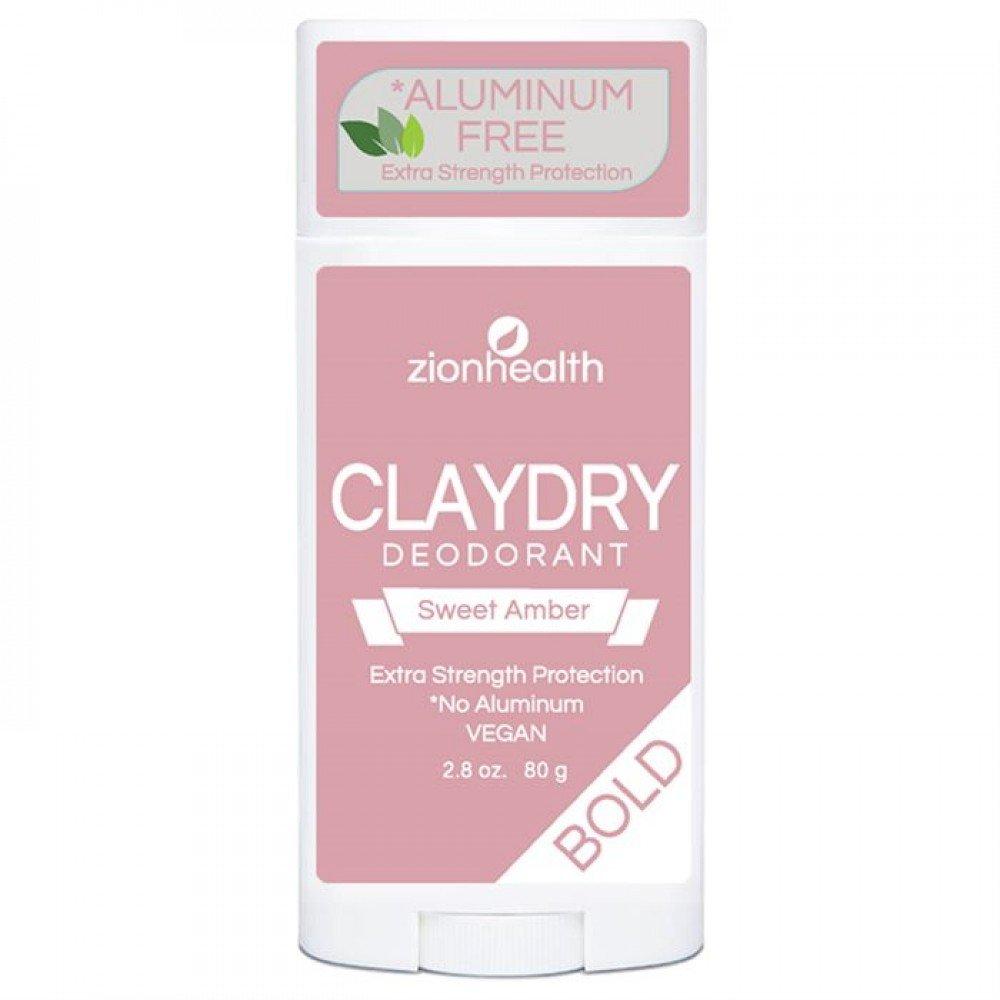 *ALUMINUM
FREE
Extra Strength Protection
zionhealth
CLAYDRY
DEODORANT
Sweet Amber
Extra Strength Protection
*No Aluminum
VEGAN
2.8 oz. 80 g
BOLD